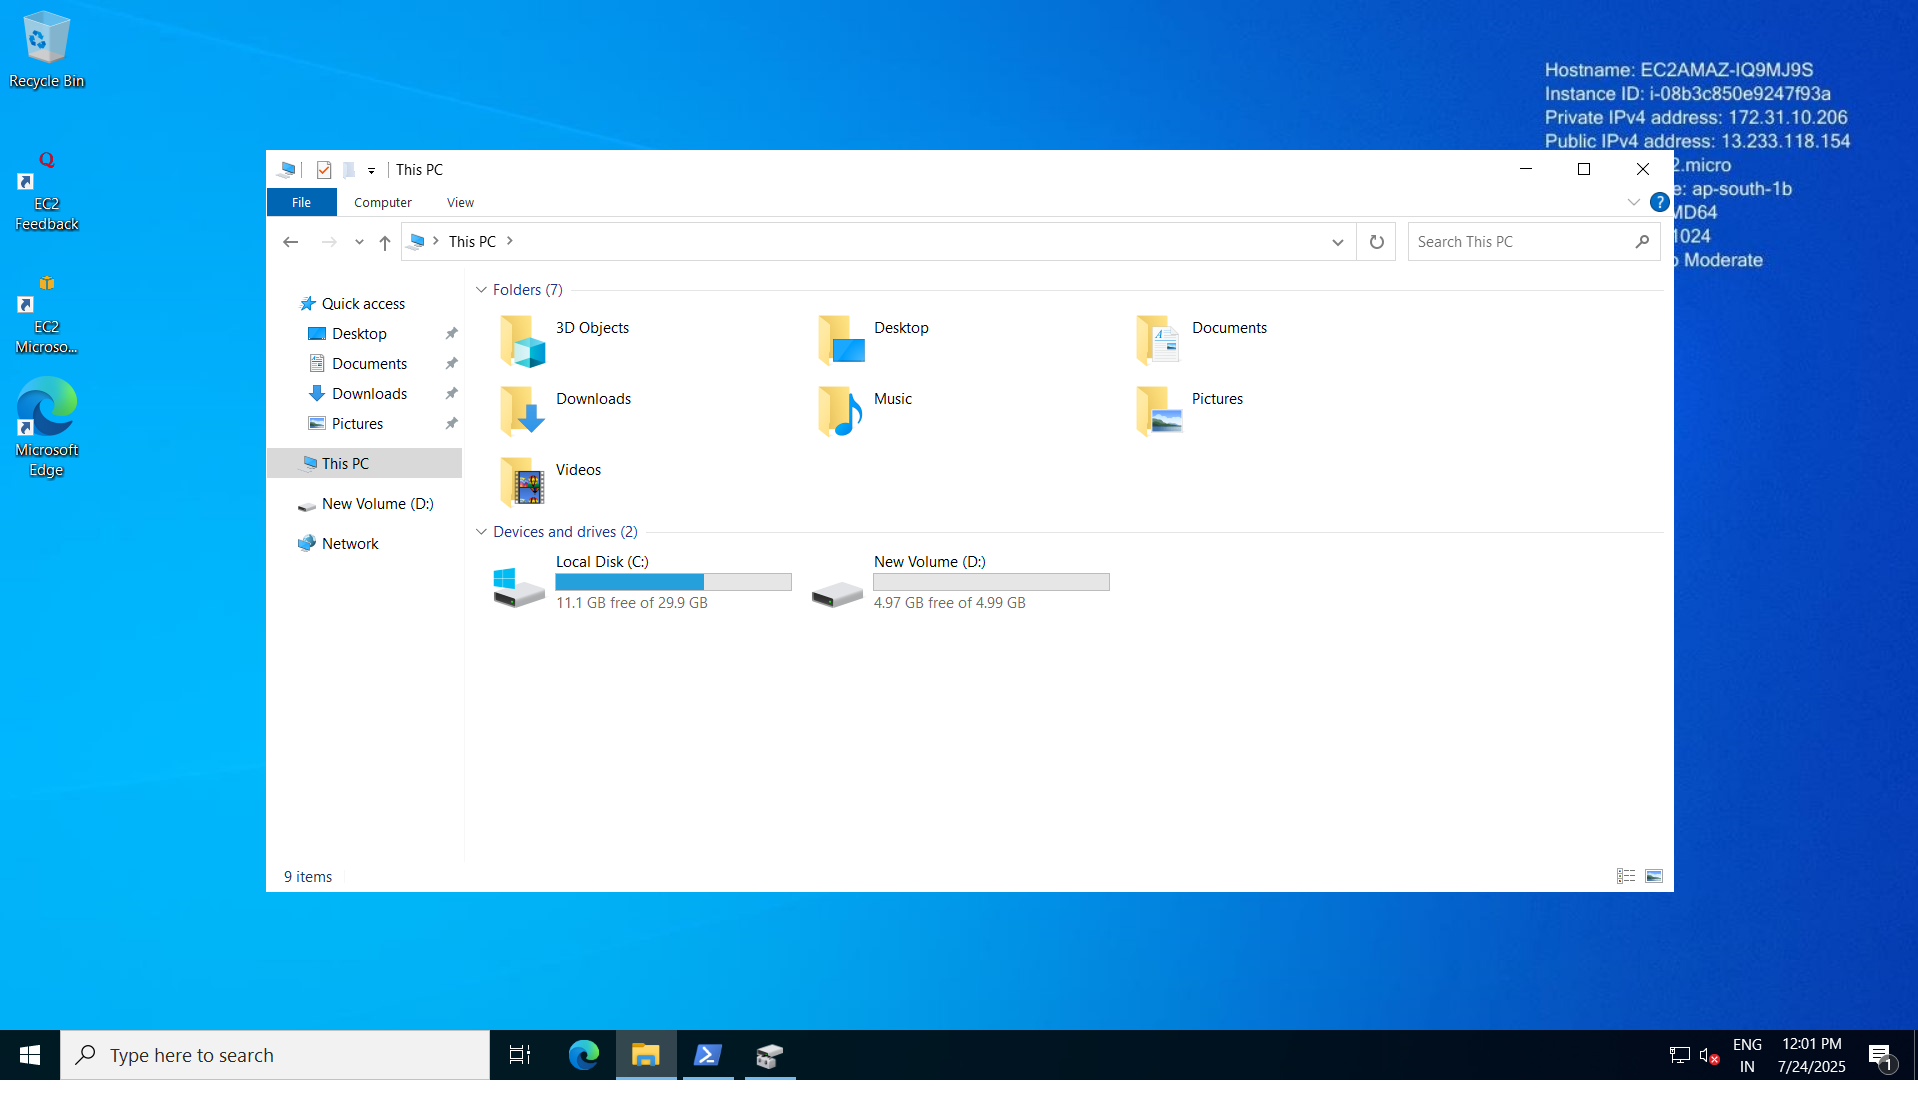 Recycle Bin
EC2
Feedback
EC2
Microso...
Microsoft
Edge
Hostname: EC2AMAZ-IQ9MJ9S
Instance ID: i-08b3c850e9247f93a
Private IPv4 address: 172.31.10.206
Public IPv4 address: 13.233.118.154
2.micro
e: ap-south-1b
MD64
1024
o Moderate
This PC
File
Computer
View
?
This PC
Search This PC
Quick access
Desktop
Documents
Downloads
Pictures
This PC
New Volume (D:)
Network
Folders (7)
3D Objects
Desktop
Documents
Downloads
Music
Pictures
Videos
Devices and drives (2)
Local Disk (C:)
11.1 GB free of 29.9 GB
New Volume (D:)
4.97 GB free of 4.99 GB
9 items
Type here to search
ENG
IN
12:01 PM
7/24/2025
1